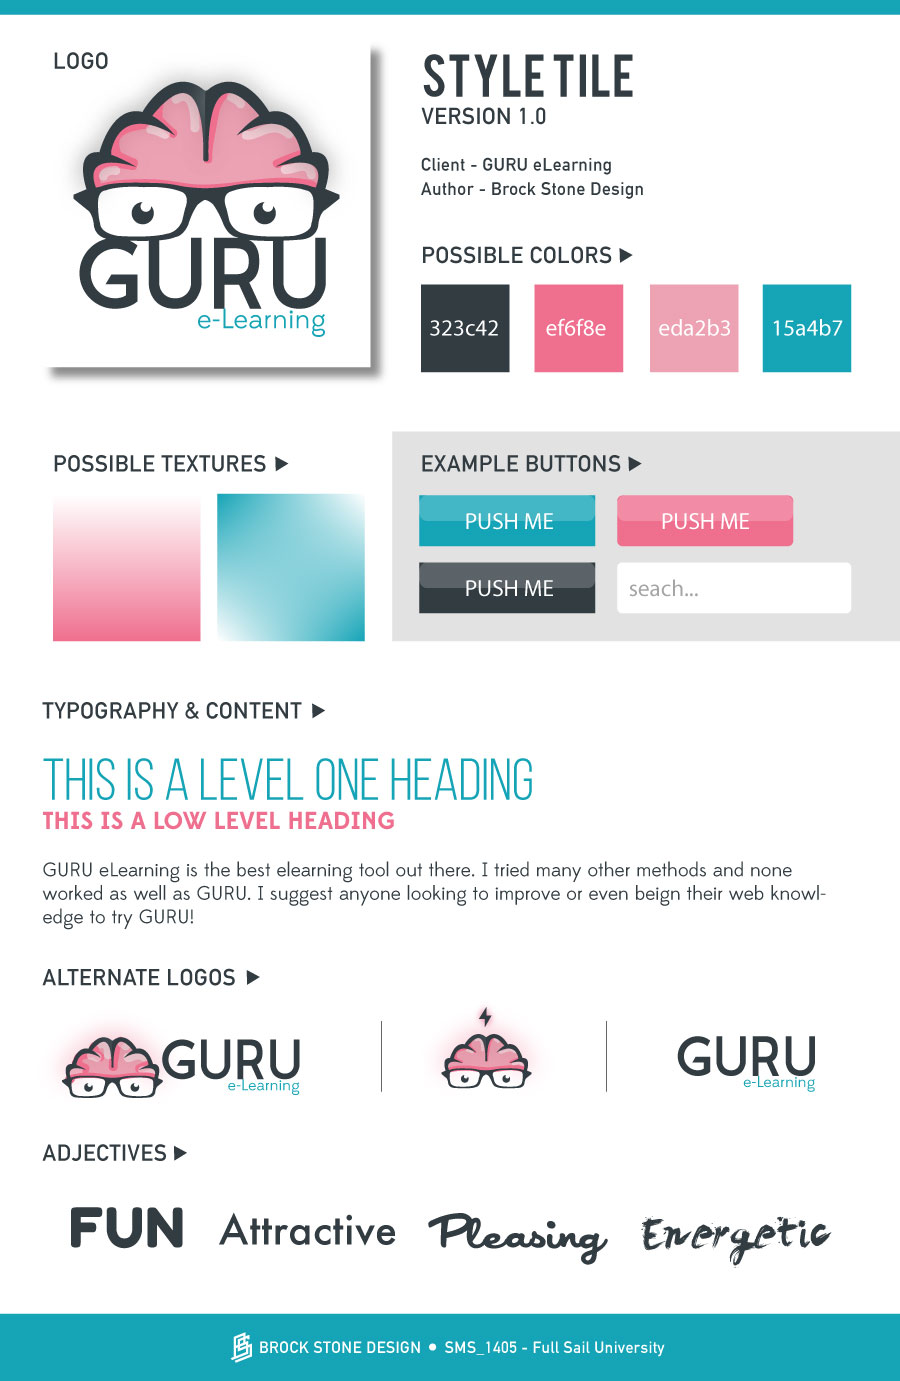 LOGO
GURU
e-Learning
STYLE TILE
VERSION 1.0
Client - GURU eLearning
Author - Brock Stone Design
POSSIBLE COLORS
323c42
ef6f8e
eda2b3
15a4b7
POSSIBLE TEXTURES
EXAMPLE BUTTONS
PUSH ME
PUSH ME
PUSH ME
seach...
TYPOGRAPHY & CONTENT
THIS IS A LEVEL ONE HEADING
THIS IS A LOW LEVEL HEADING
GURU eLearning is the best elearning tool out there. I tried many other methods and none
worked as well as GURU. I suggest anyone looking to improve or even beign their web knowl-
edge to try GURU!
ALTERNATE LOGOS
GURU
e-Learning
GURU
e-Learning
ADJECTIVES
FUN
Attractive
Pleasing
Energetic
BROCK STONE DESIGN • SMS_1405 - Full Sail University